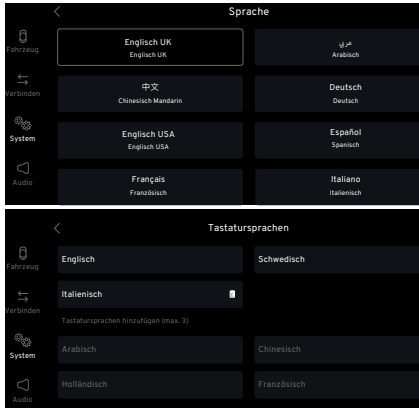 Sprache
Fahrzeug
Verbinden
System
Audio
Englisch UK
Englisch UK
عربي
Arabisch
中文
Chinesisch Mandarin
Deutsch
Deutsch
Englisch USA
Englisch USA
Español
Spanisch
Français
Französisch
Italiano
Italienisch
Tastatursprachen
Fahrzeug
Verbinden
System
Audio
Englisch
Schwedisch
Italienisch
Tastatursprachen hinzufügen (max. 3)
Arabisch
Chinesisch
Holländisch
Französisch